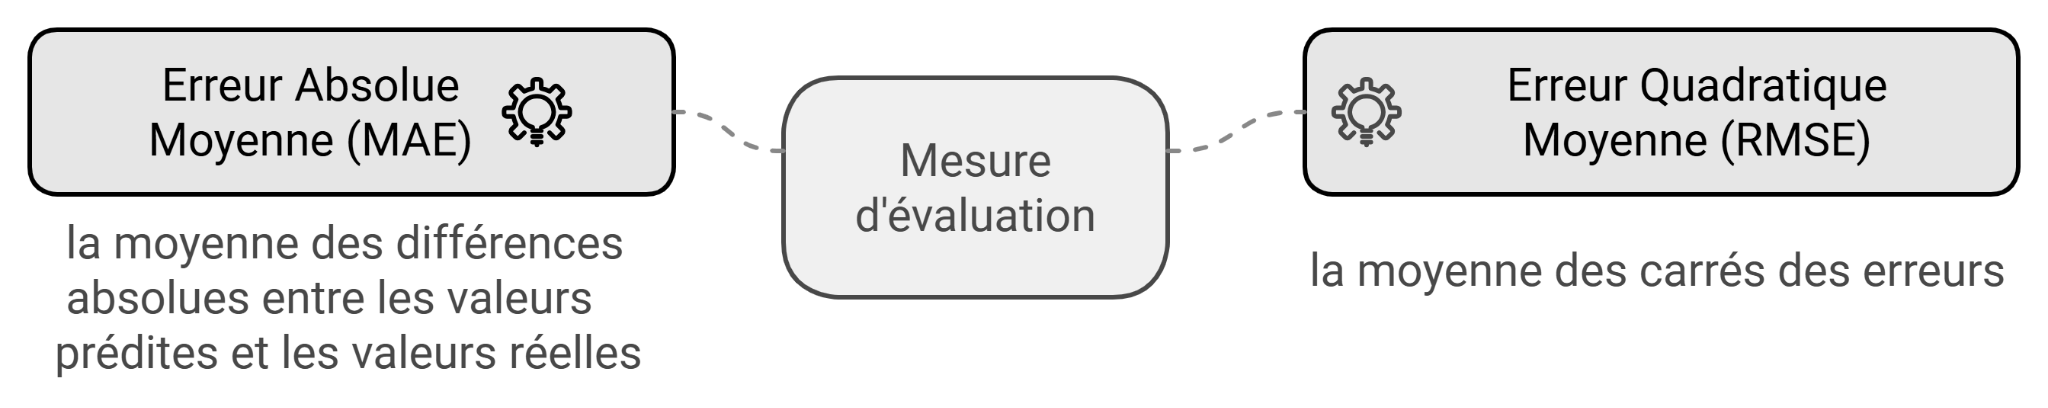 Erreur Absolue
Moyenne (MAE)
la moyenne des différences
absolues entre les valeurs
prédites et les valeurs réelles
Mesure
d'évaluation
Erreur Quadratique
Moyenne (RMSE)
la moyenne des carrés des erreurs